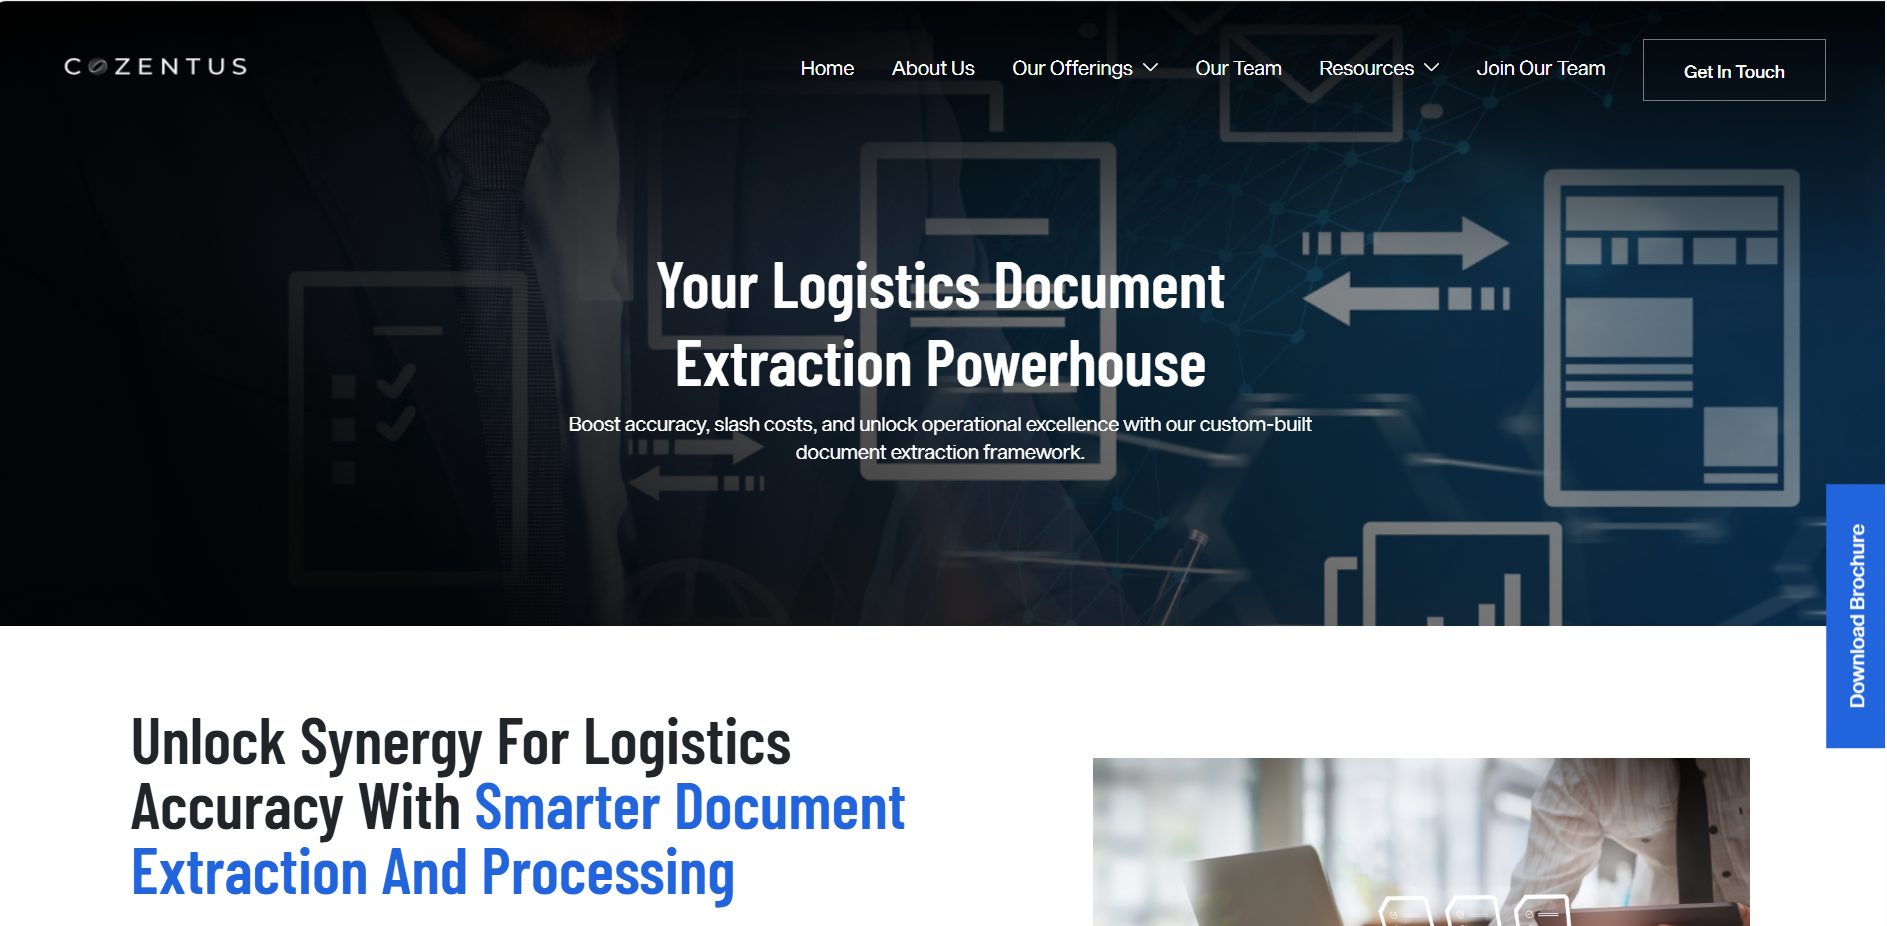 COZENTUS
Home
About Us
Our Offerings
Our Team
Resources
Join Our Team
Get In Touch
Your Logistics Document
Extraction Powerhouse
Boost accuracy, slash costs, and unlock operational excellence with our custom-built
document extraction framework.
Download Brochure
Unlock Synergy For Logistics
Accuracy With Smarter Document
Extraction And Processing